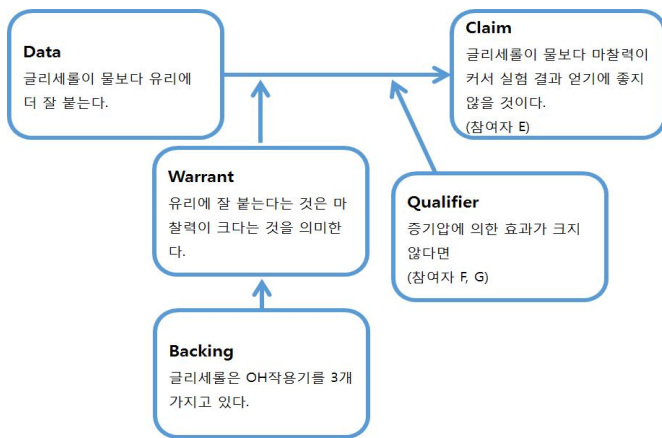 Data
글리세롤이 물보다 유리에
더 잘 붙는다.
Claim
글리세롤이 물보다 마찰력이
커서 실험 결과 얻기에 좋지
않을 것이다.
(참여자 E)
Warrant
유리에 잘 붙는다는 것은 마
찰력이 크다는 것을 의미한
다.
Qualifier
증기압에 의한 효과가 크지
않다면
(참여자 F, G)
Backing
글리세롤은 OH작용기를 3개
가지고 있다.